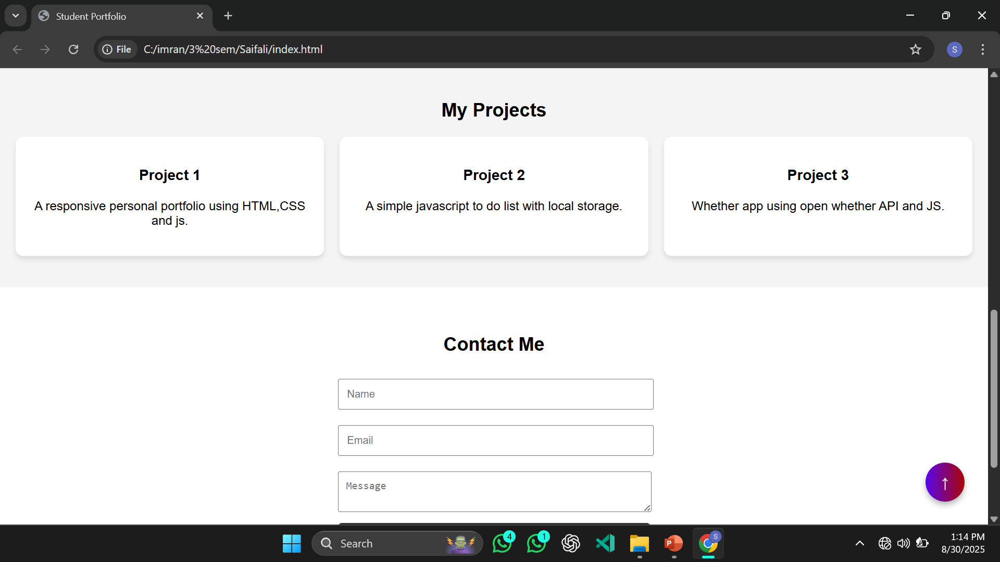 Student Portfolio
File
C:/imran/3%20sem/Saifali/index.html
S
My Projects
Project 1
A responsive personal portfolio using HTML,CSS
and js.
Project 2
A simple javascript to do list with local storage.
Project 3
Whether app using open whether API and JS.
Contact Me
Name
Email
Message
↑
Search
4
1
P
S
1:14 PM
8/30/2025